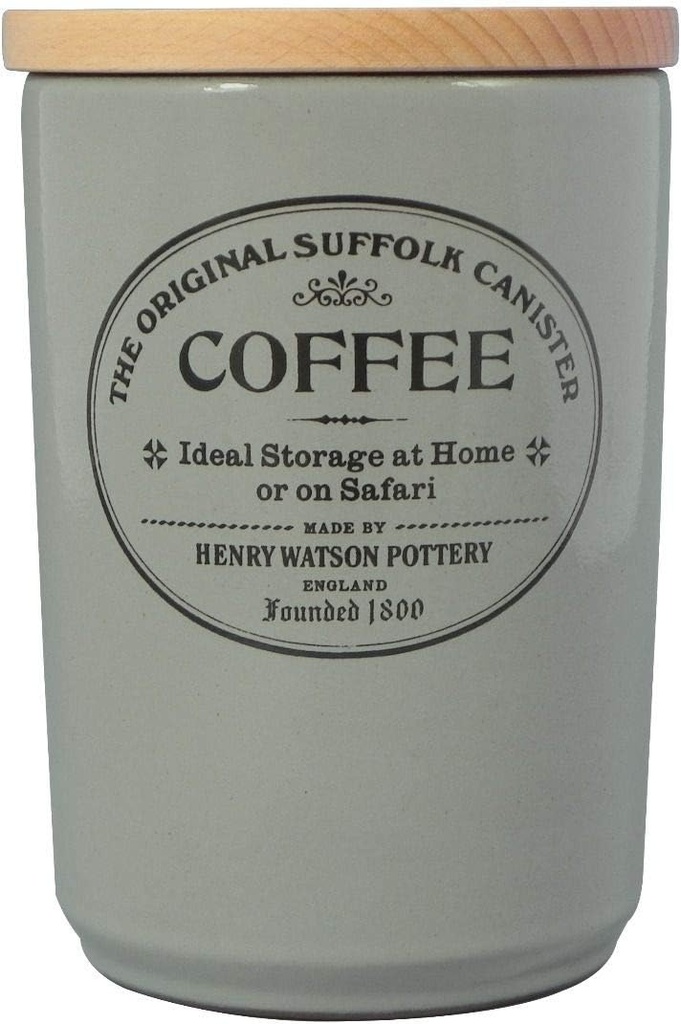 THE ORIGINAL SUFFOLK CANISTER
COFFEE
Ideal Storage at Home
or on Safari
MADE BY
HENRY WATSON POTTERY
ENGLAND
Founded 1800